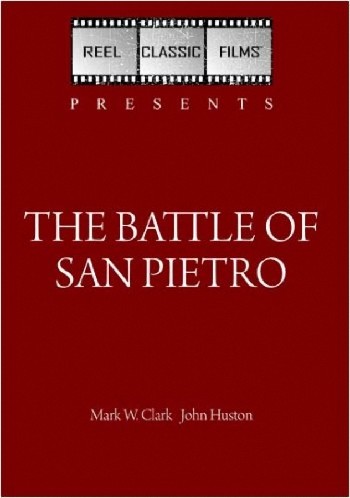 REEL CLASSIC FILMS
PRESENTS
THE BATTLE OF
SAN PIETRO
Mark W. Clark John Huston